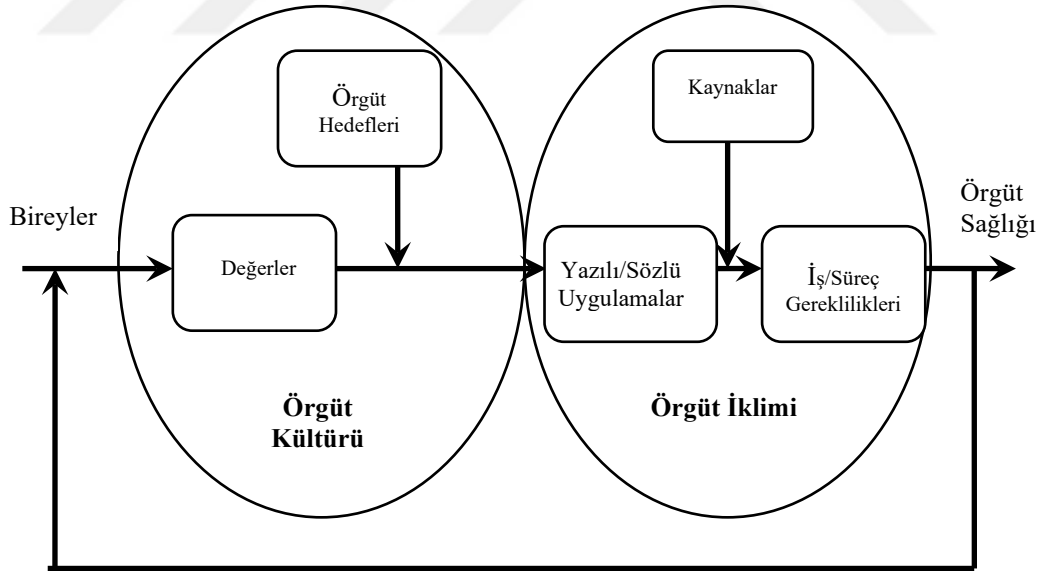 Örgüt
Hedefleri
Kaynaklar
Bireyler
Örgüt
Sağlığı
Değerler
Yazılı/Sözlü
Uygulamalar
İş/Süreç
Gereklilikleri
Örgüt
Kültürü
Örgüt İklimi